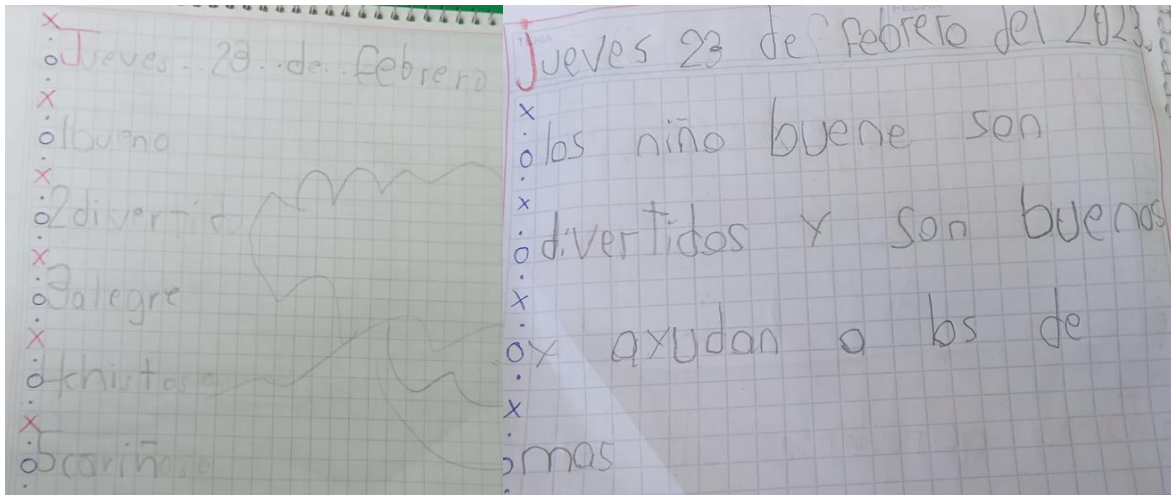 Jueves 23 de febrero
1bueno
2divertido
3alegre
4chistoso
5cariñoso
Jueves 23 de febrero del 2023.
los niño buene son
divertidos y son buenos
y ayudan a los de
mas